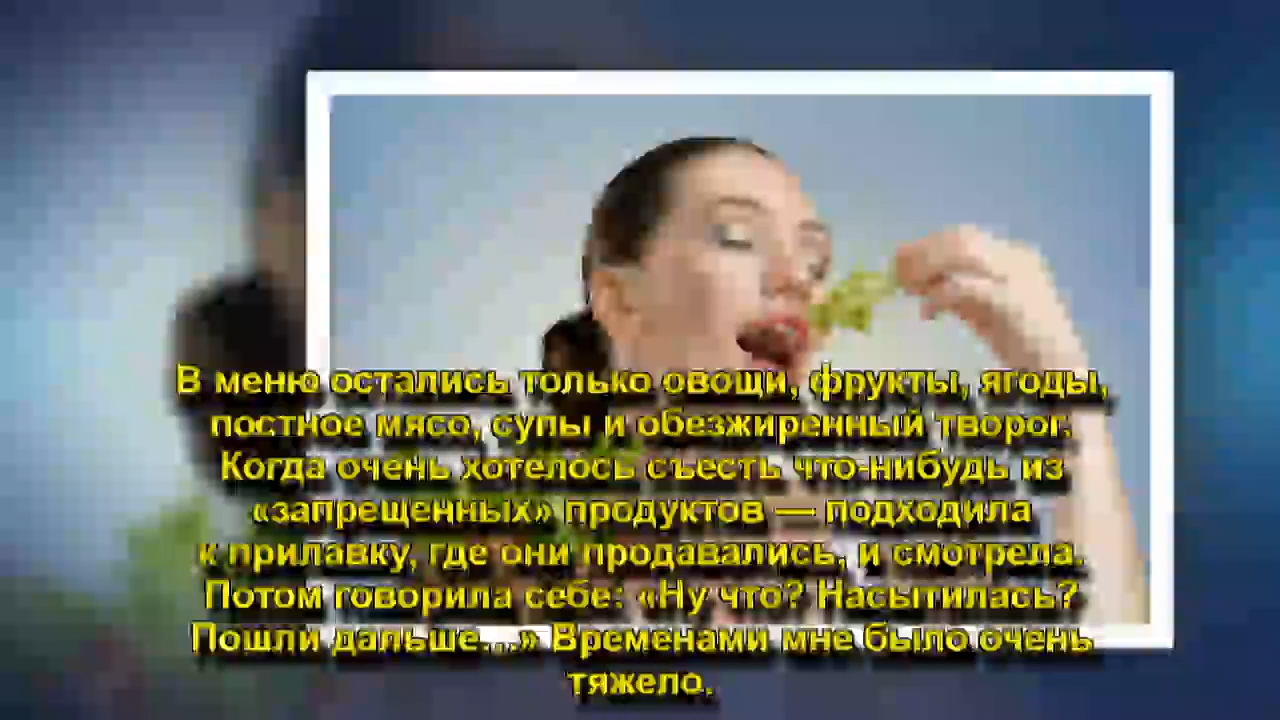 В меню остались только овощи, фрукты, ягоды,
постное мясо, супы и обезжиренный творог.
Когда очень хотелось съесть что-нибудь из
«запрещенных» продуктов — подходила
к прилавку, где они продавались, и смотрела.
Потом говорила себе: «Ну что? Насытилась?
Пошли дальше...» Временами мне было очень
тяжело.